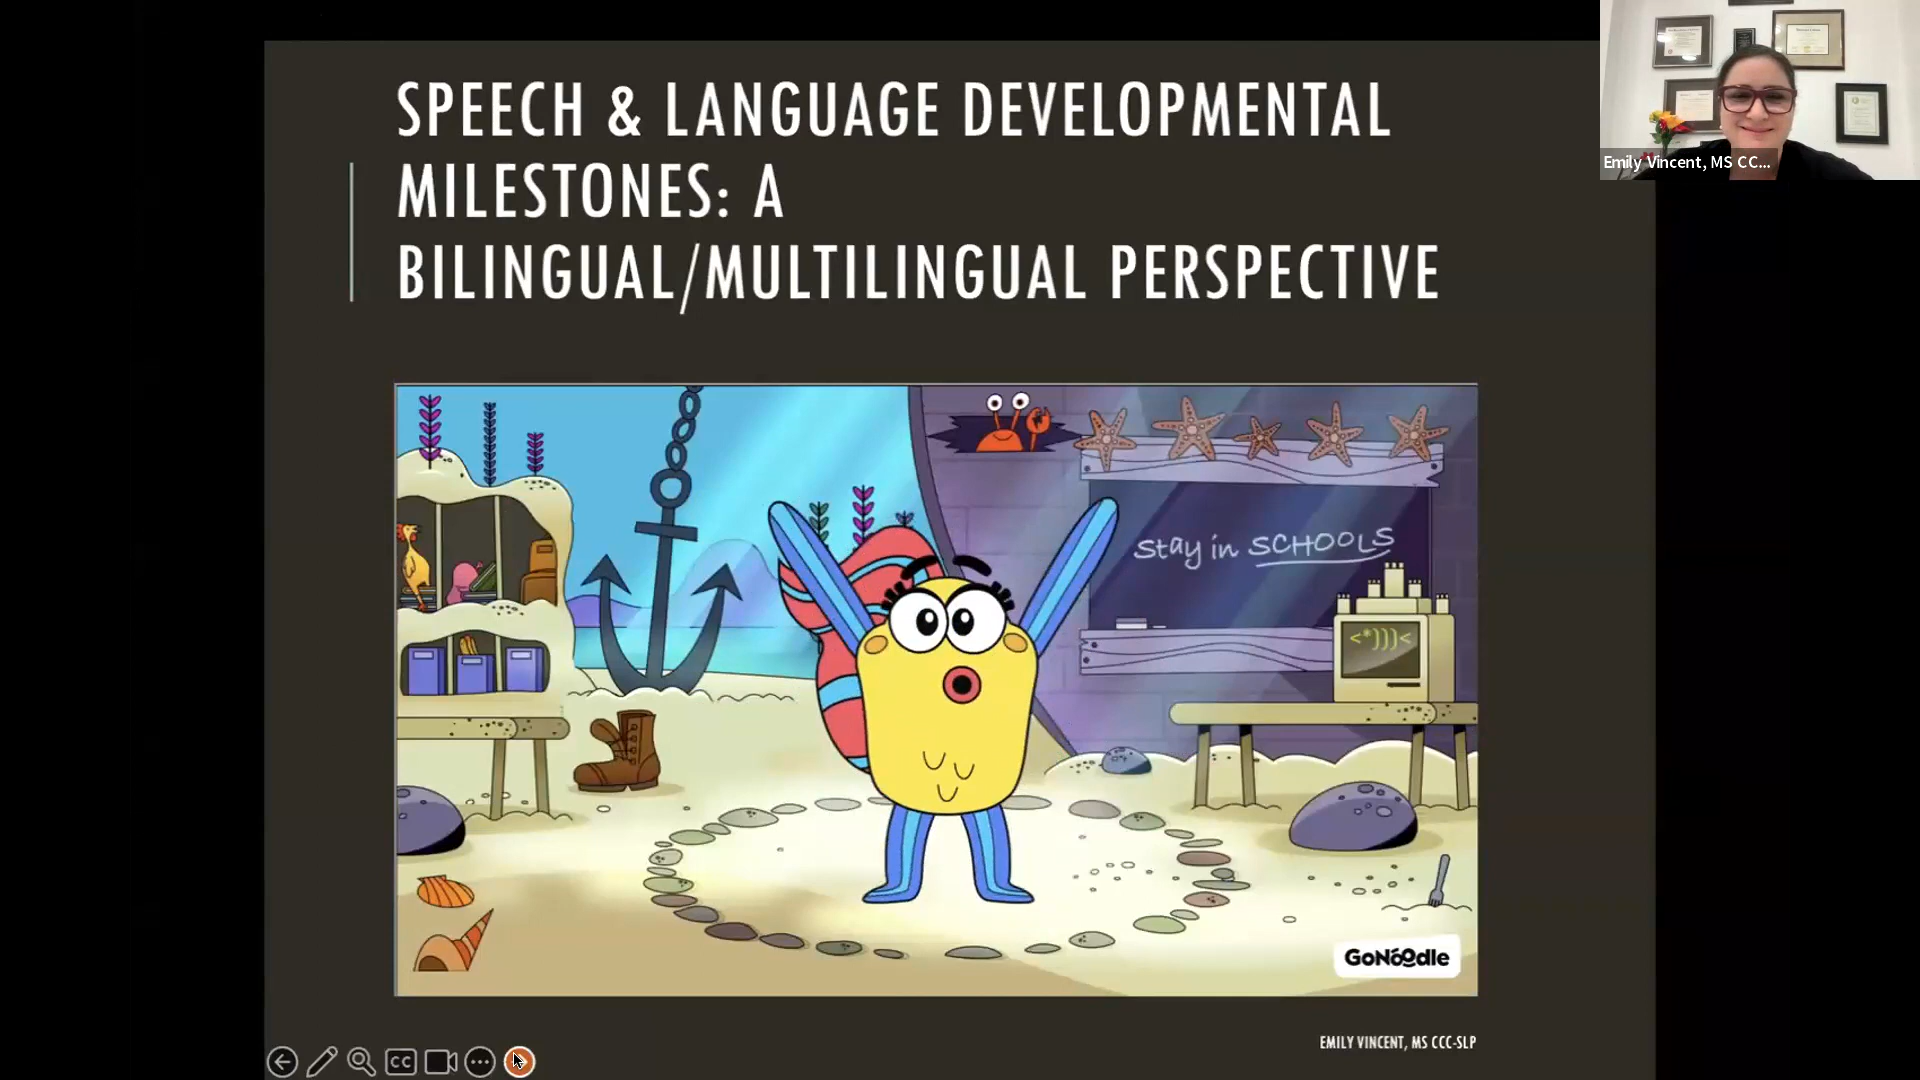 SPEECH & LANGUAGE DEVELOPMENTAL
MILESTONES: A
BILINGUAL/MULTILINGUAL PERSPECTIVE
Emily Vincent, MS CC...
Stay in SCHOOLS
<*)))<
GoNoodle
EMILY VINCENT, MS CCC-SLP
CC